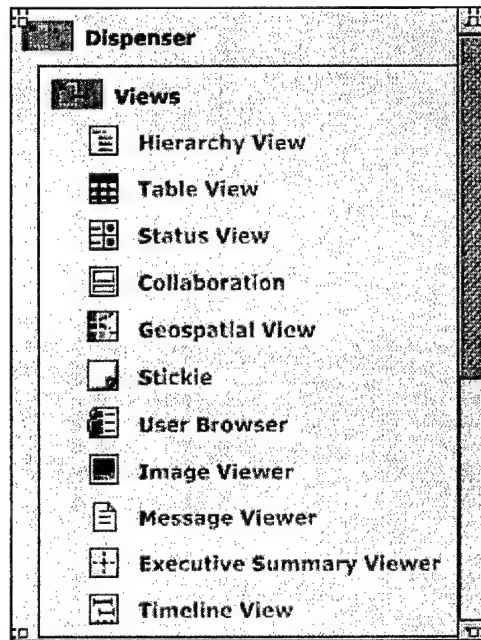 Dispenser
Views
Hierarchy View
Table View
Status View
Collaboration
Geospatial View
Stickie
User Browser
Image Viewer
Message Viewer
Executive Summary Viewer
Timeline View